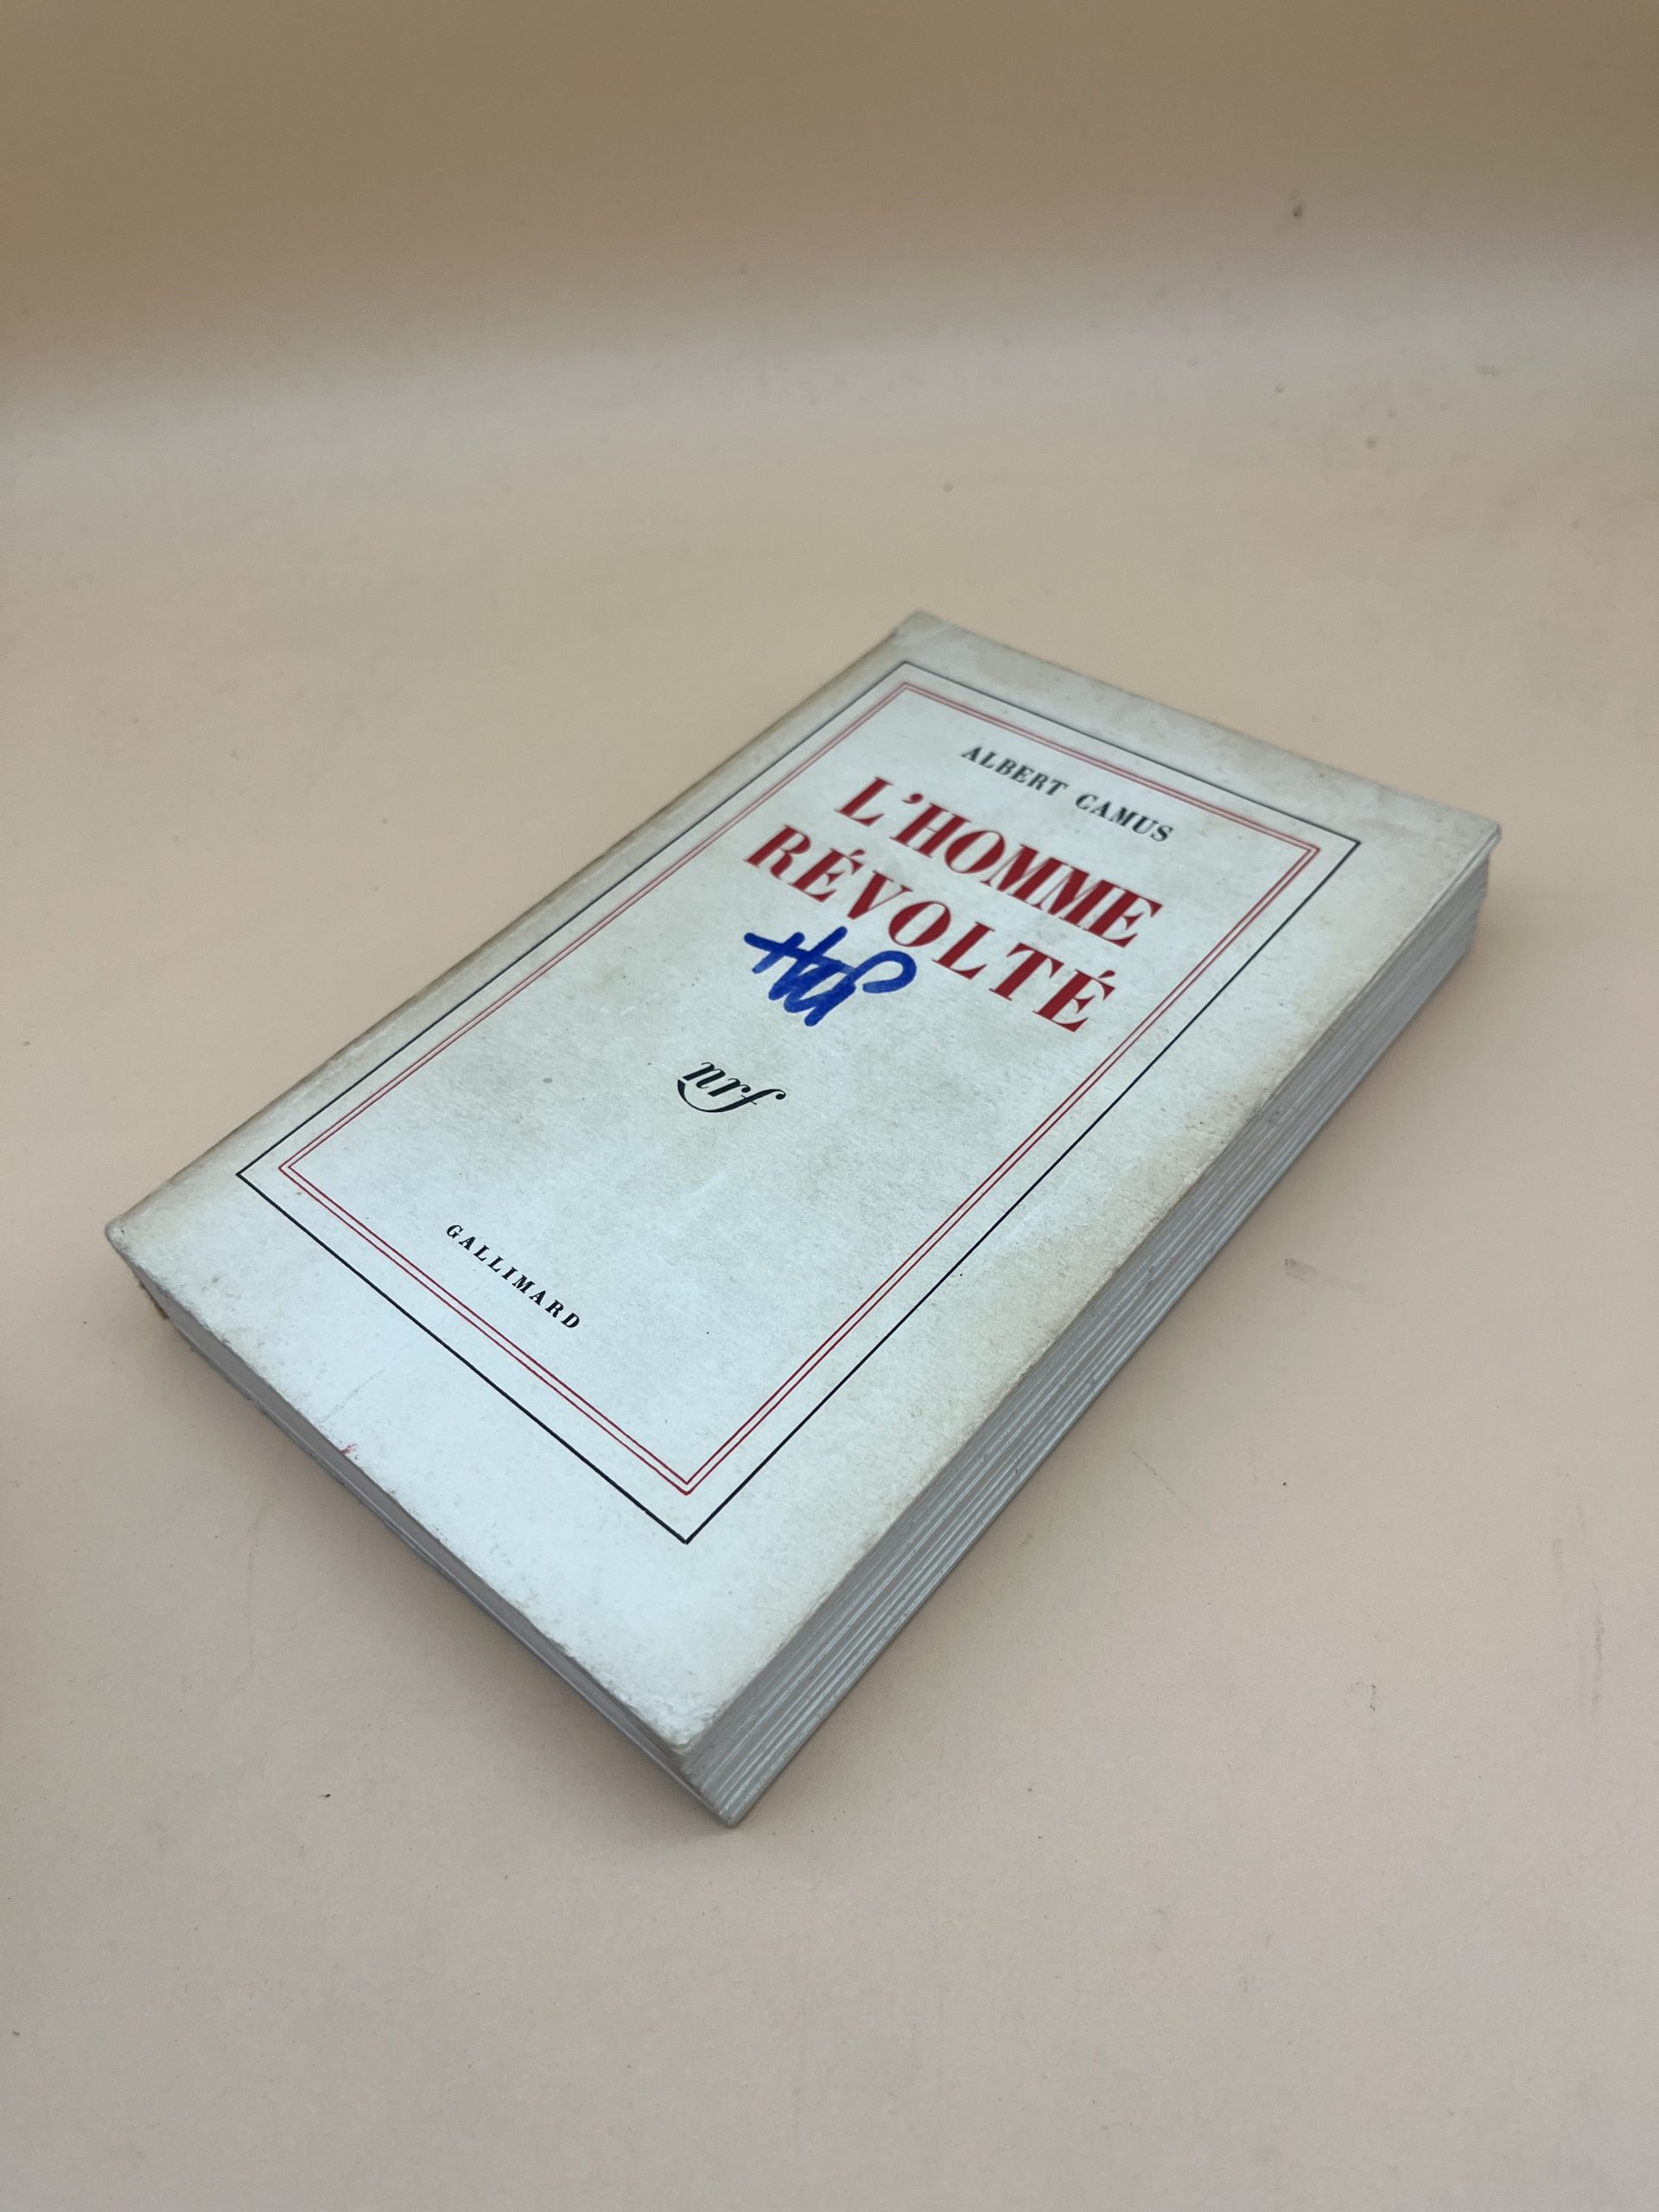 ALBERT CAMUS
L'HOMME
RÉVOLTÉ
nrf
GALLIMARD